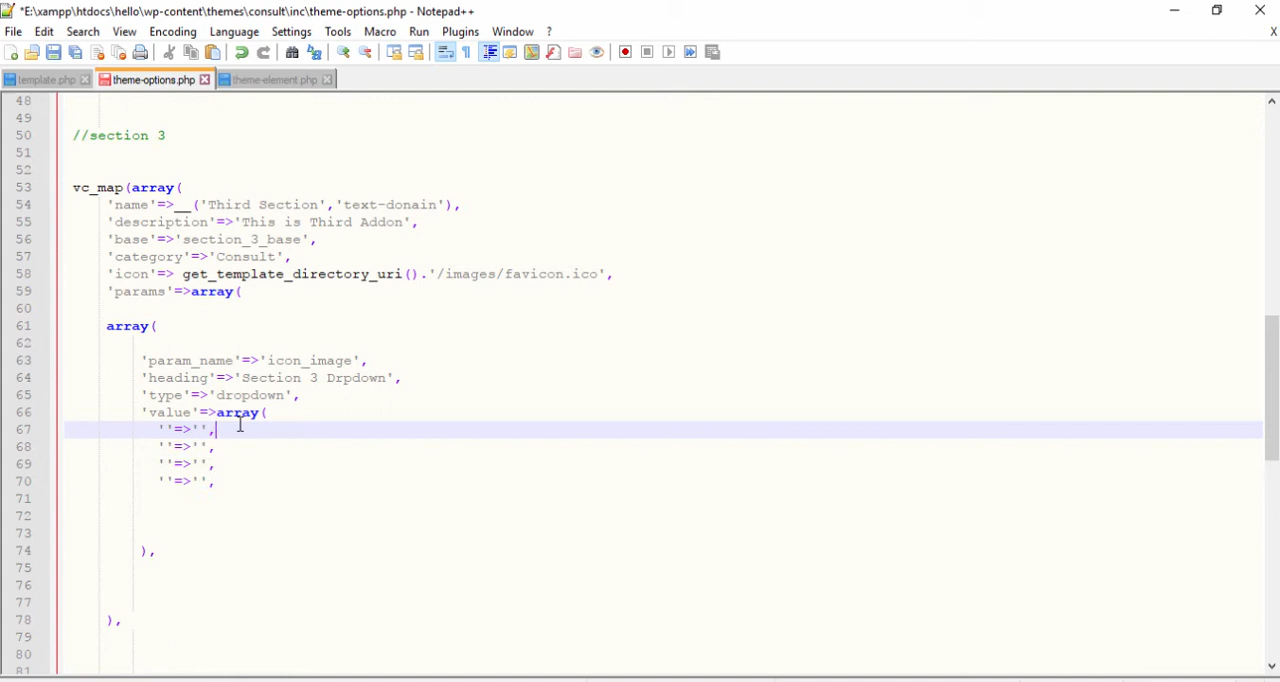 *E:\xampp\htdocs\hello\wp-content\themes\consult\inc\theme-options.php - Notepad++
File Edit Search View Encoding Language Settings Tools Macro Run Plugins Window ? X
template.php theme-options.php theme-element.php
48
49
50 //section 3
51
52
53 vc_map(array(
54 'name'=>__('Third Section','text-donain'),
55 'description'=>'This is Third Addon',
56 'base'=>'section_3_base',
57 'category'=>'Consult',
58 'icon'=> get_template_directory_uri().'/images/favicon.ico',
59 'params'=>array(
60
61 array(
62
63 'param_name'=>'icon_image',
64 'heading'=>'Section 3 Drpdown',
65 'type'=>'dropdown',
66 'value'=>array(
67 ''=>'',
68 ''=>'',
69 ''=>'',
70 ''=>'',
71
72
73
74 ),
75
76
77
78 ),
79
80
81